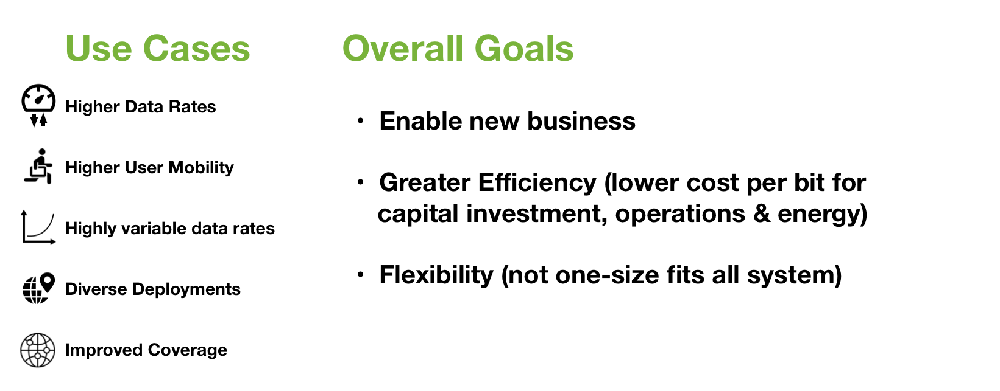 Use Cases
Higher Data Rates
Higher User Mobility
Highly variable data rates
Diverse Deployments
Improved Coverage
Overall Goals
• Enable new business
• Greater Efficiency (lower cost per bit for
capital investment, operations & energy)
• Flexibility (not one-size fits all system)